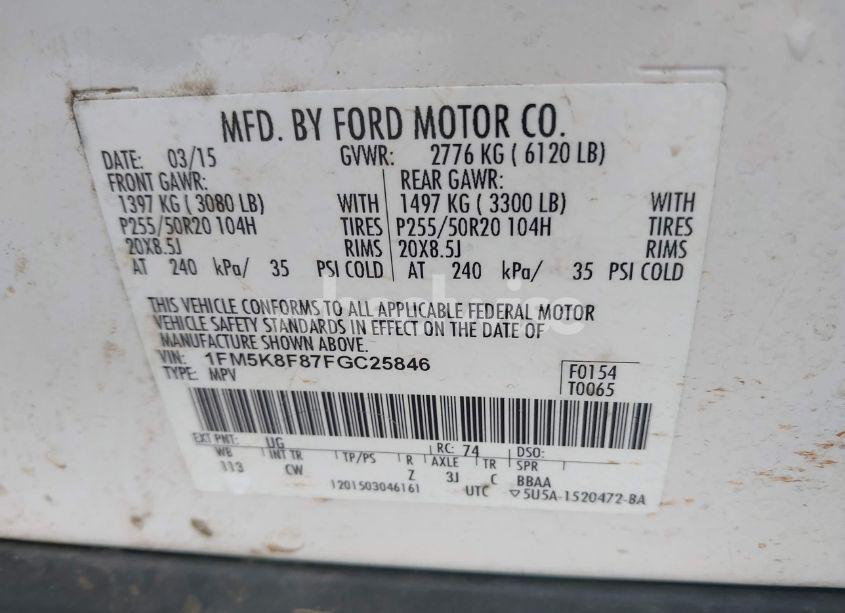 MFD. BY FORD MOTOR CO.
DATE: 03/15 GVWR: 2776 KG ( 6120 LB)
FRONT GAWR: REAR GAWR:
1397 KG ( 3080 LB) WITH 1497 KG ( 3300 LB) WITH
P255/50R20 104H TIRES P255/50R20 104H TIRES
20X8.5J RIMS 20X8.5J RIMS
AT 240 kPa/ 35 PSI COLD AT 240 kPa/ 35 PSI COLD
THIS VEHICLE CONFORMS TO ALL APPLICABLE FEDERAL MOTOR
VEHICLE SAFETY STANDARDS IN EFFECT ON THE DATE OF
MANUFACTURE SHOWN ABOVE.
VIN: 1FM5K8F87FGC25846
TYPE: MPV F0154
T0065
EXT PNT: UG RC: 74 DSO:
WB INT TR TP/PS R AXLE TR SPR
113 CW Z 3J C BBAA
1201503046161 UTC ▽5U5A-1520472-BA